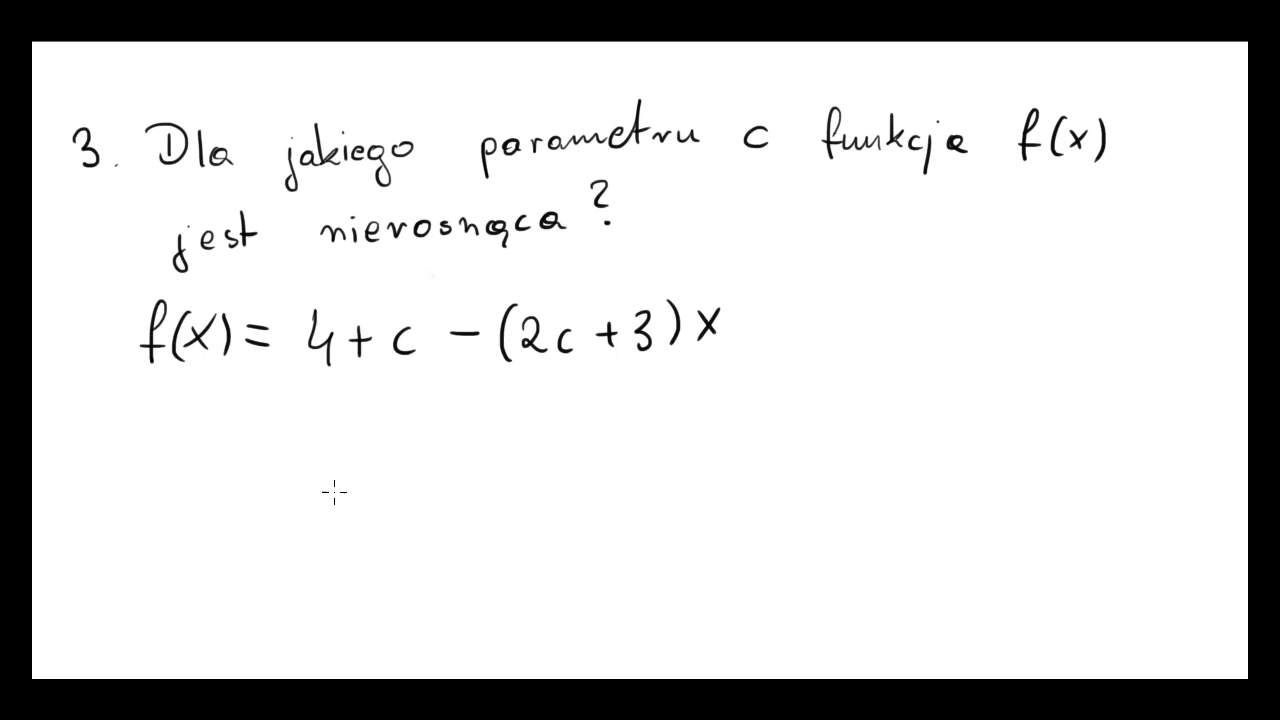 3. Dla jakiego parametru c funkcja f(x)
jest nierosnąca?
f(x) = 4 + c - (2c + 3) x